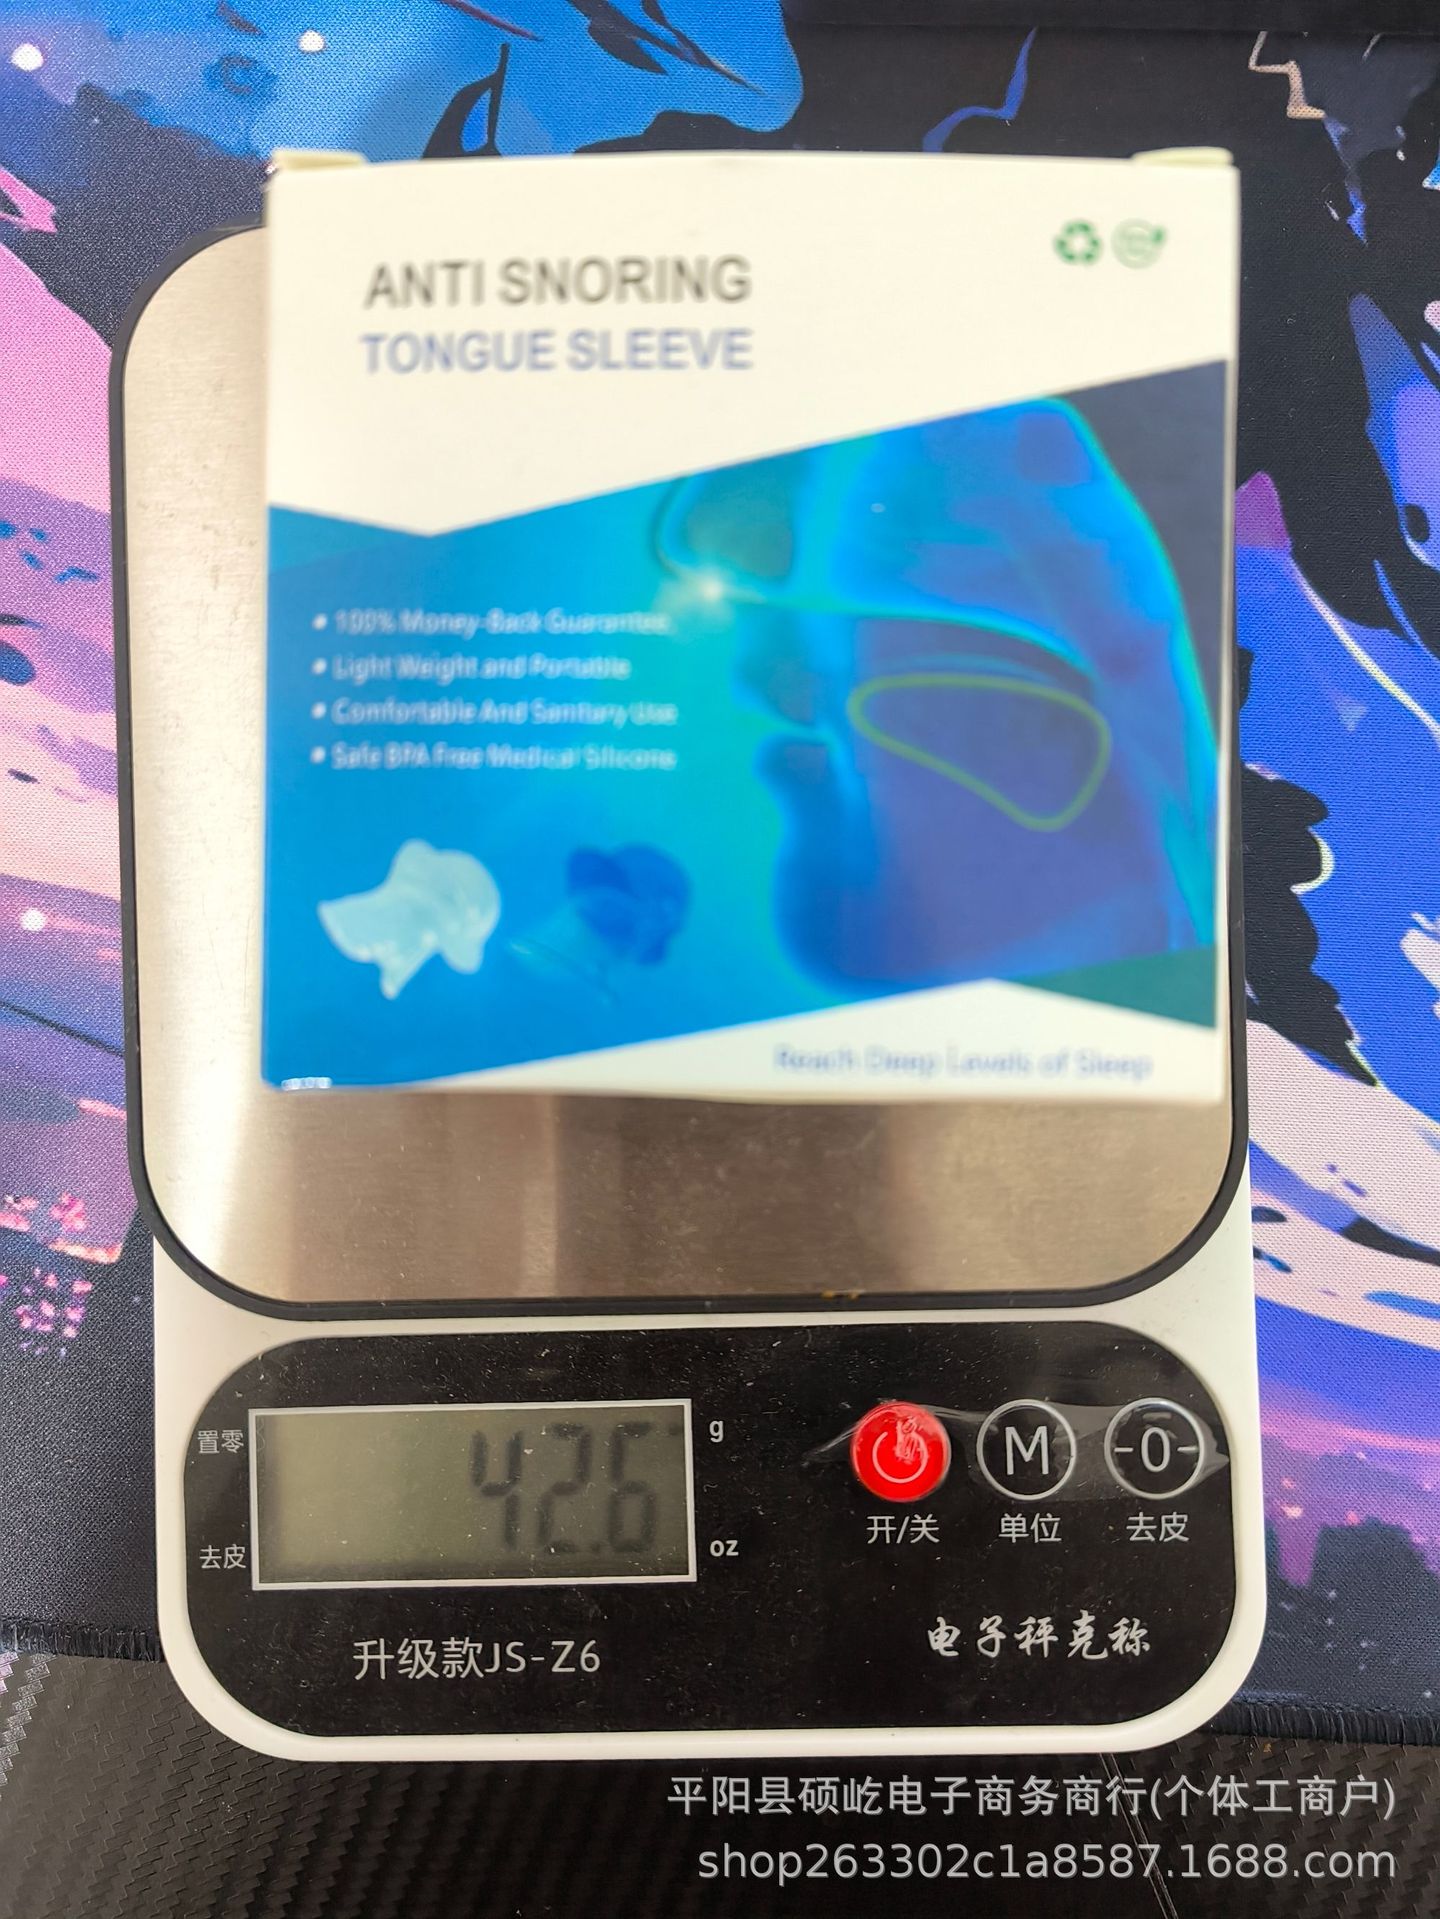 ANTI SNORING
TONGUE SLEEVE
• 100% Money-Back Guarantee
• Light Weight and Portable
• Comfortable And Sanitary Use
• Safe BPA Free Medical Silicone
Reach Deep Levels of Sleep
置零
42.6
g
去皮
oz
M
-0-
开/关
单位
去皮
升级款JS-Z6
电子秤克称
平阳县硕屹电子商务商行(个体工商户)
shop263302c1a8587.1688.com